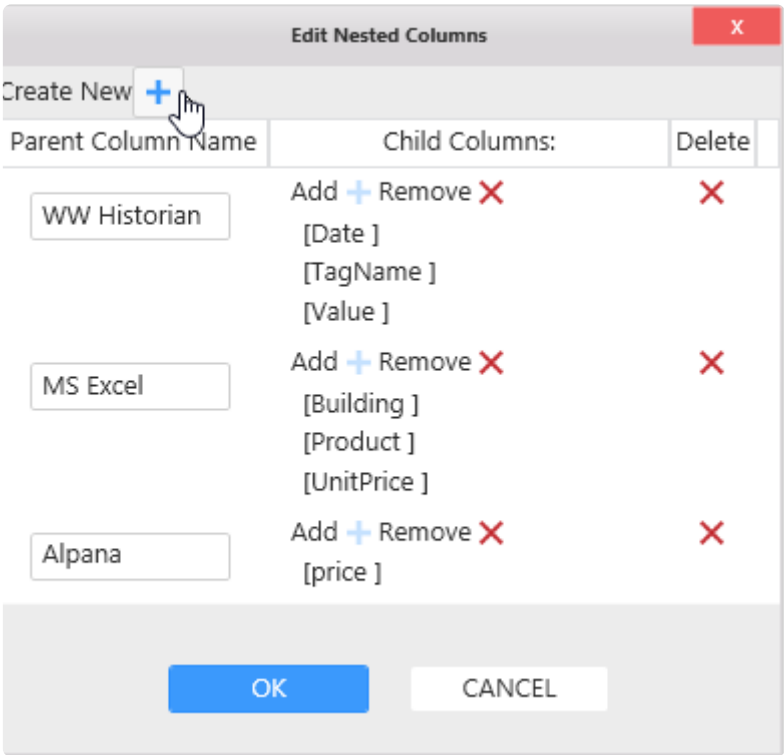 Edit Nested Columns
X
Create New
Parent Column Name Child Columns: Delete
WW Historian
Add Remove
[Date ]
[TagName ]
[Value ]
MS Excel
Add Remove
[Building ]
[Product ]
[UnitPrice ]
Alpana
Add Remove
[price ]
OK CANCEL